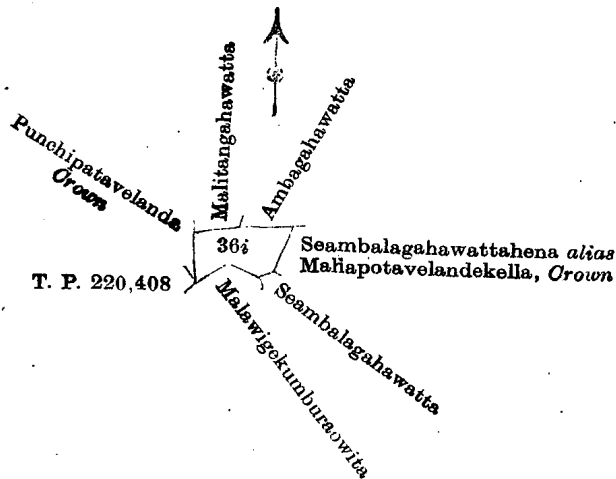 Malitangahawatta
Ambagahawatta
Punchipatavelanda
Crown
36i
Seambalagahawattahena alias
Mahapotavelandekella, Crown
T. P. 220,408
Seambalagahawatta
Malawigekumburaowita